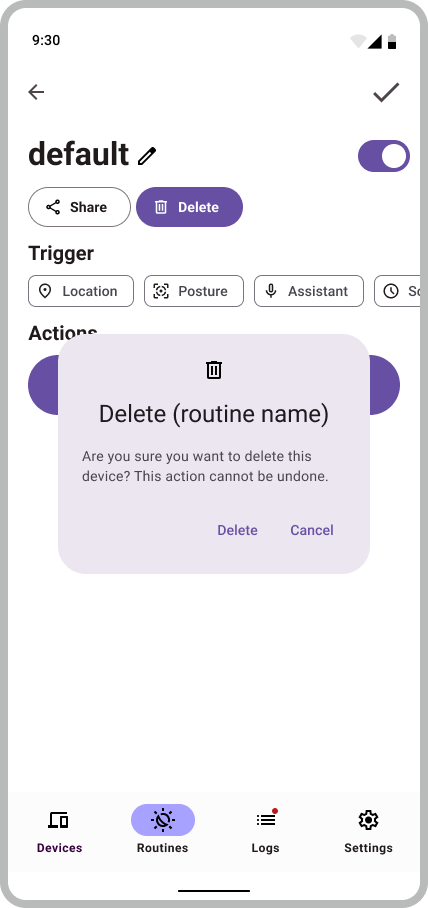 9:30
default
Share
Delete
Trigger
Location
Posture
Assistant
Actions
Delete (routine name)
Are you sure you want to delete this
device? This action cannot be undone.
Delete
Cancel
Devices
Routines
Logs
Settings